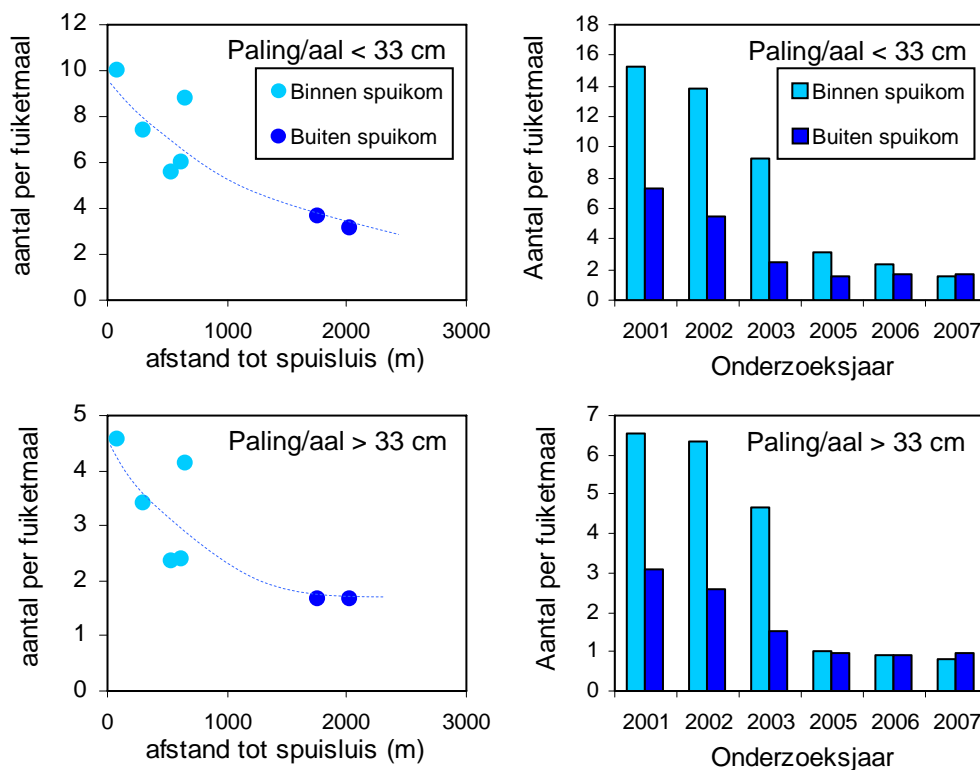 Paling/aal < 33 cm
Binnen spuikom
Buiten spuikom
aantal per fuiketmaal
12
10
8
6
4
2
0
0 1000 2000 3000
afstand tot spuisluis (m)
Paling/aal < 33 cm
Binnen spuikom
Buiten spuikom
Aantal per fuiketmaal
18
16
14
12
10
8
6
4
2
0
2001 2002 2003 2005 2006 2007
Onderzoeksjaar
Paling/aal > 33 cm
aantal per fuiketmaal
5
4
3
2
1
0
0 1000 2000 3000
afstand tot spuisluis (m)
Paling/aal > 33 cm
Aantal per fuiketmaal
7
6
5
4
3
2
1
0
2001 2002 2003 2005 2006 2007
Onderzoeksjaar